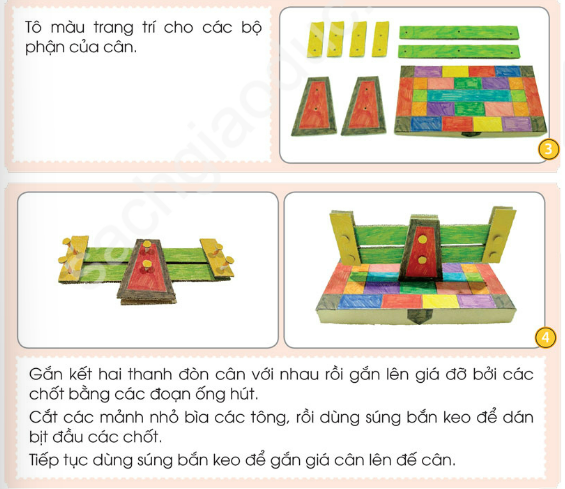 Tô màu trang trí cho các bộ
phận của cân.
3
sachgiaoduc
4
Gắn kết hai thanh đòn cân với nhau rồi gắn lên giá đỡ bởi các
chốt bằng các đoạn ống hút.
Cắt các mảnh nhỏ bìa các tông, rồi dùng súng bắn keo để dán
bịt đầu các chốt.
Tiếp tục dùng súng bắn keo để gắn giá cân lên đế cân.